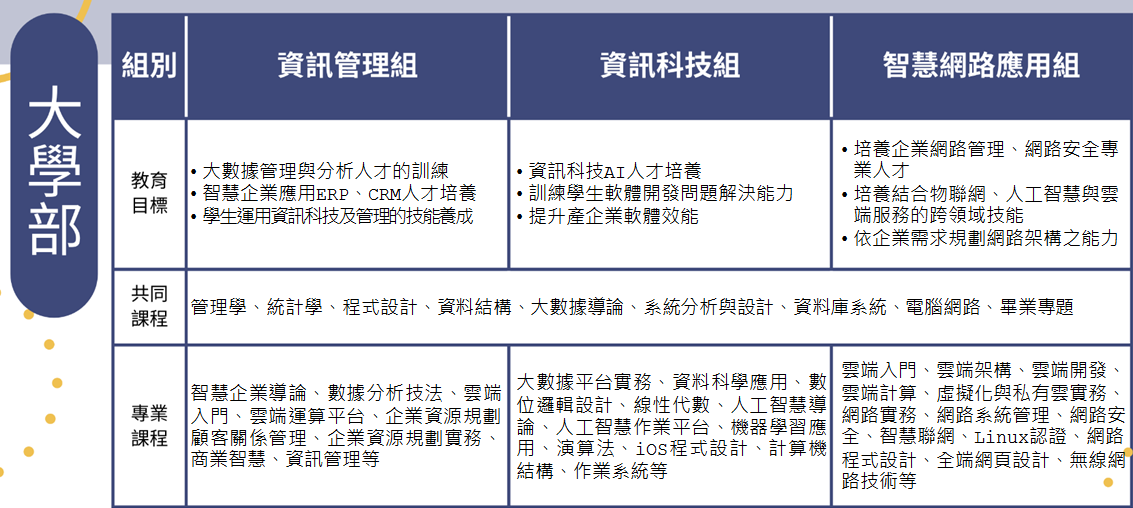 大學部
組別
資訊管理組
資訊科技組
智慧網路應用組
教育
目標
• 大數據管理與分析人才的訓練
• 智慧企業應用ERP、CRM人才培養
• 學生運用資訊科技及管理的技能養成
• 資訊科技AI人才培養
• 訓練學生軟體開發問題解決能力
• 提升產企業軟體效能
• 培養企業網路管理、網路安全專
業人才
• 培養結合物聯網、人工智慧與雲
端服務的跨領域技能
• 依企業需求規劃網路架構之能力
共同
課程
管理學、統計學、程式設計、資料結構、大數據導論、系統分析與設計、資料庫系統、電腦網路、畢業專題
專業
課程
智慧企業導論、數據分析技法、雲端
入門、雲端運算平台、企業資源規劃
顧客關係管理、企業資源規劃實務、
商業智慧、資訊管理等
大數據平台實務、資料科學應用、數
位邏輯設計、線性代數、人工智慧導
論、人工智慧作業平台、機器學習應
用、演算法、iOS程式設計、計算機
結構、作業系統等
雲端入門、雲端架構、雲端開發、
雲端計算、虛擬化與私有雲實務、
網路實務、網路系統管理、網路安
全、智慧聯網、Linux認證、網路
程式設計、全端網頁設計、無線網
路技術等